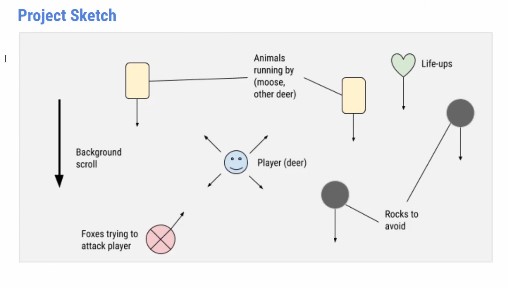 Project Sketch
Animals
running by
(moose,
other deer)
Life-ups
Background
scroll
Player (deer)
Rocks to
avoid
Foxes trying to
attack player